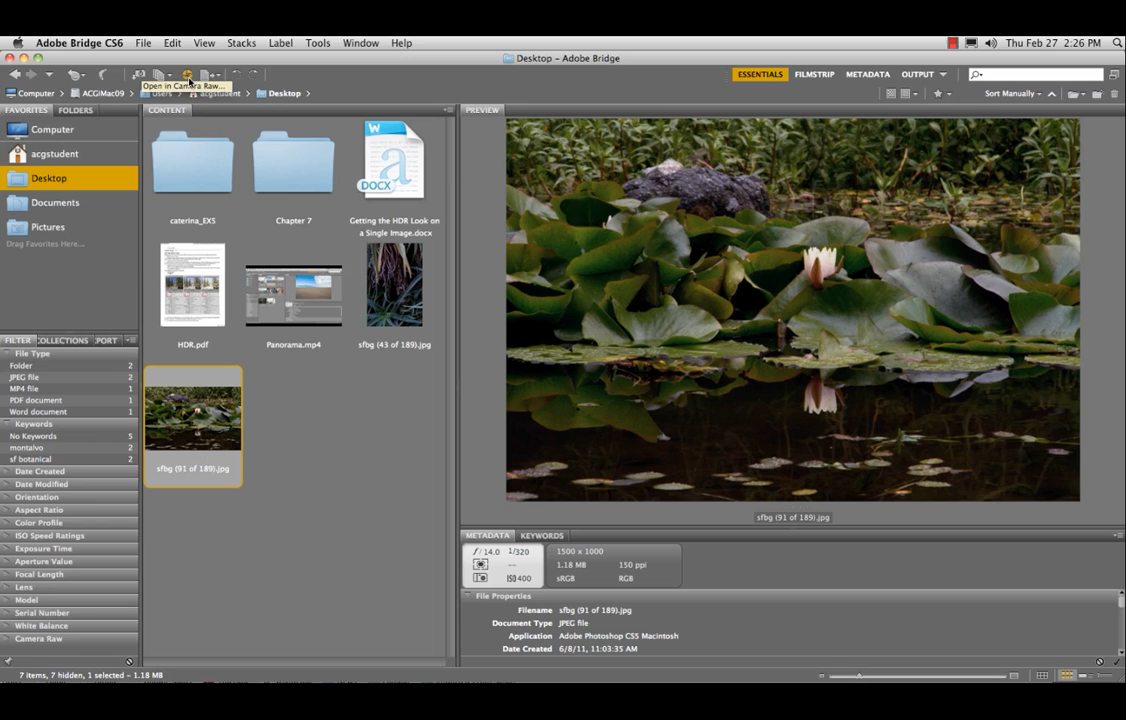 Adobe Bridge CS6 File Edit View Stacks Label Tools Window Help Thu Feb 27 2:26 PM
Desktop – Adobe Bridge
ESSENTIALS FILMSTRIP METADATA OUTPUT
Open in Camera Raw...
Computer ACGiMac09 Users acgstudent Desktop Sort Manually
FAVORITES FOLDERS
Computer
acgstudent
Desktop
Documents
Pictures
Drag Favorites Here...
FILTER COLLECTIONS PORT
File Type
Folder 2
JPEG file 2
MP4 file 1
PDF document 1
Word document 1
Keywords
No Keywords 5
montalvo 2
sf botanical 2
Date Created
Date Modified
Orientation
Aspect Ratio
Color Profile
ISO Speed Ratings
Exposure Time
Aperture Value
Focal Length
Lens
Model
Serial Number
White Balance
Camera Raw
CONTENT
W
DOCX
caterina_EXS
Chapter 7
Getting the HDR Look on
a Single Image.docx
HDR.pdf
Panorama.mp4
sfbg (43 of 189).jpg
sfbg (91 of 189).jpg
PREVIEW
sfbg (91 of 189).jpg
METADATA KEYWORDS
f/14.0 1/320
--
ISO400
1500 x 1000
1.18 MB 150 ppi
sRGB RGB
File Properties
Filename sfbg (91 of 189).jpg
Document Type JPEG file
Application Adobe Photoshop CS5 Macintosh
Date Created 6/8/11, 11:03:35 AM
7 items, 7 hidden, 1 selected – 1.18 MB